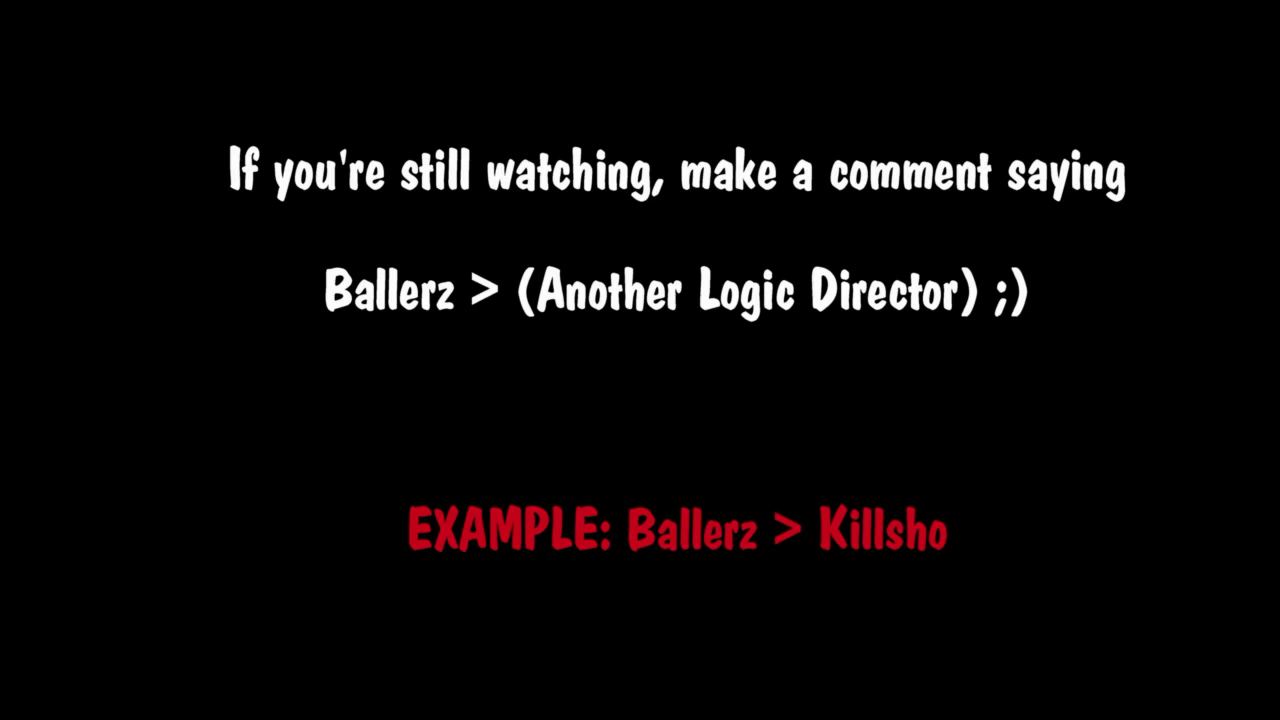 If you're still watching, make a comment saying
Ballerz > (Another Logic Director) ;)
EXAMPLE: Ballerz > Killsho